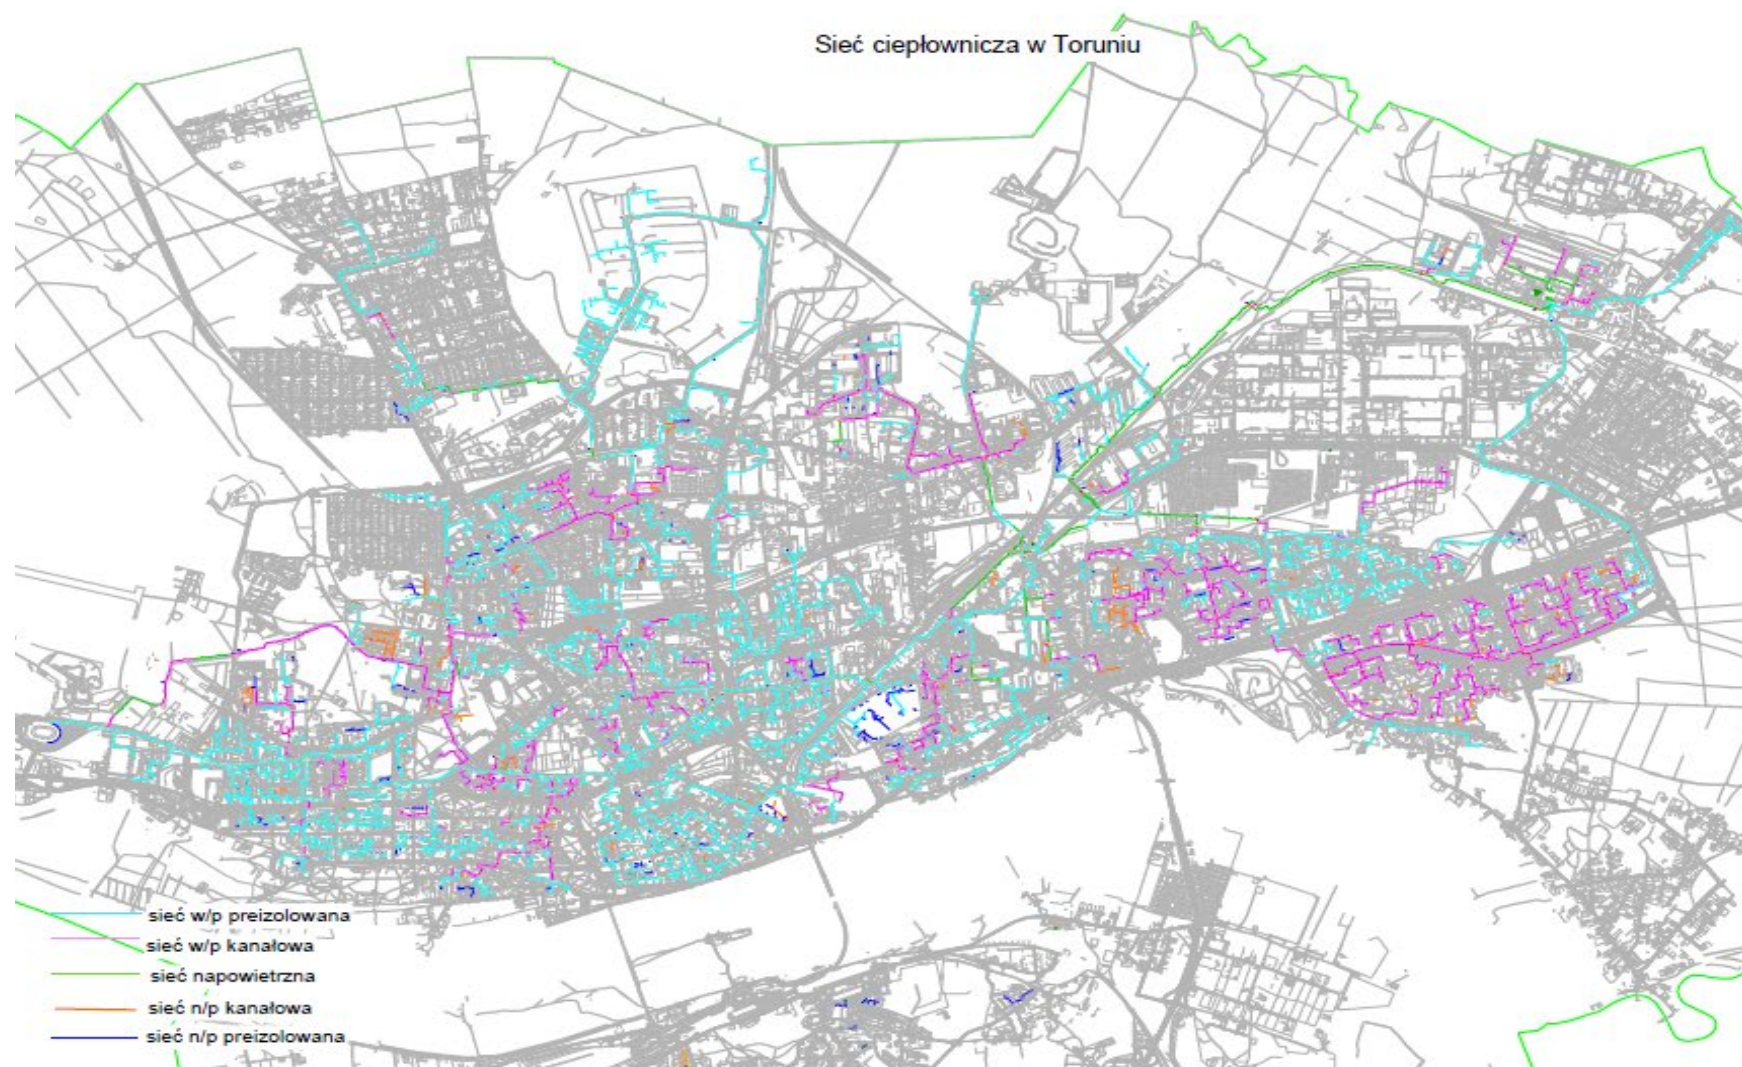 Sieć ciepłownicza w Toruniu
sieć w/p preizolowana
sieć w/p kanałowa
sieć napowietrzna
sieć n/p kanałowa
sieć n/p preizolowana